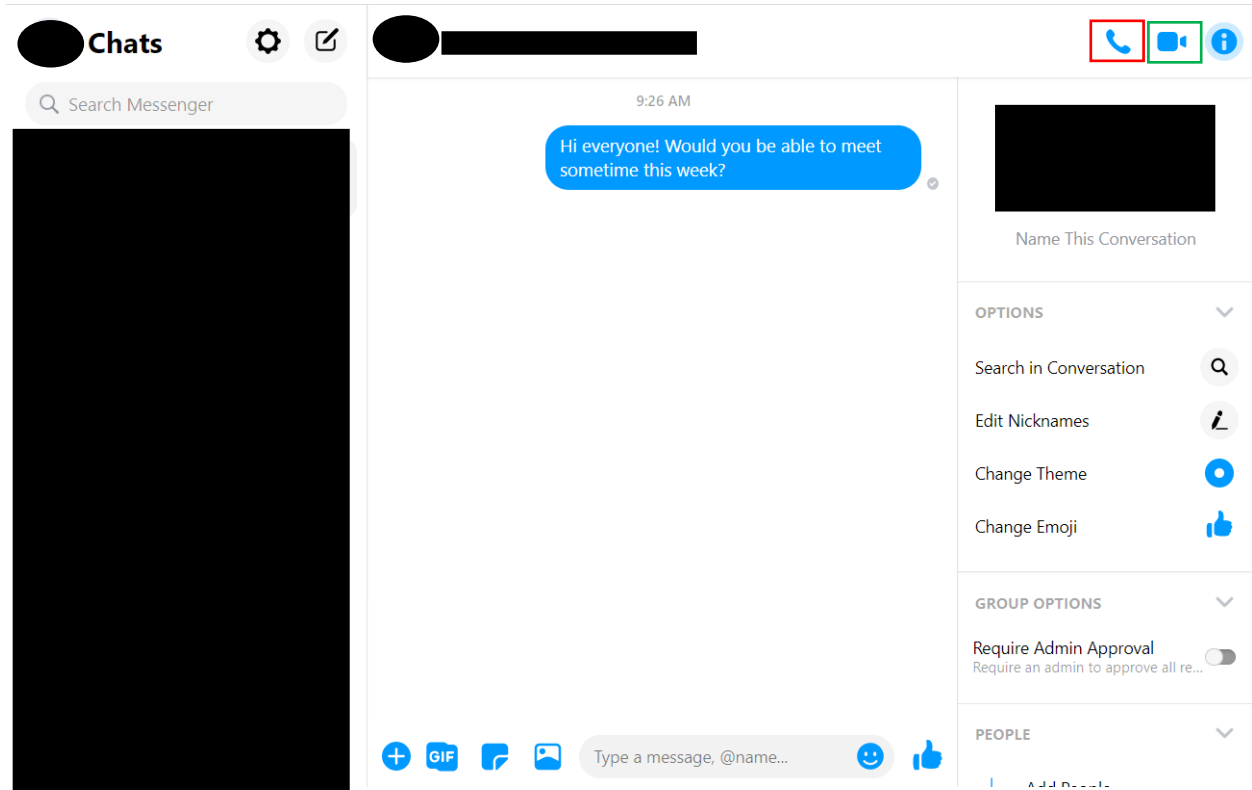 Chats
Search Messenger
9:26 AM
Hi everyone! Would you be able to meet
sometime this week?
GIF
Type a message, @name...
Name This Conversation
OPTIONS
Search in Conversation
Edit Nicknames
Change Theme
Change Emoji
GROUP OPTIONS
Require Admin Approval
Require an admin to approve all re...
PEOPLE
Add People